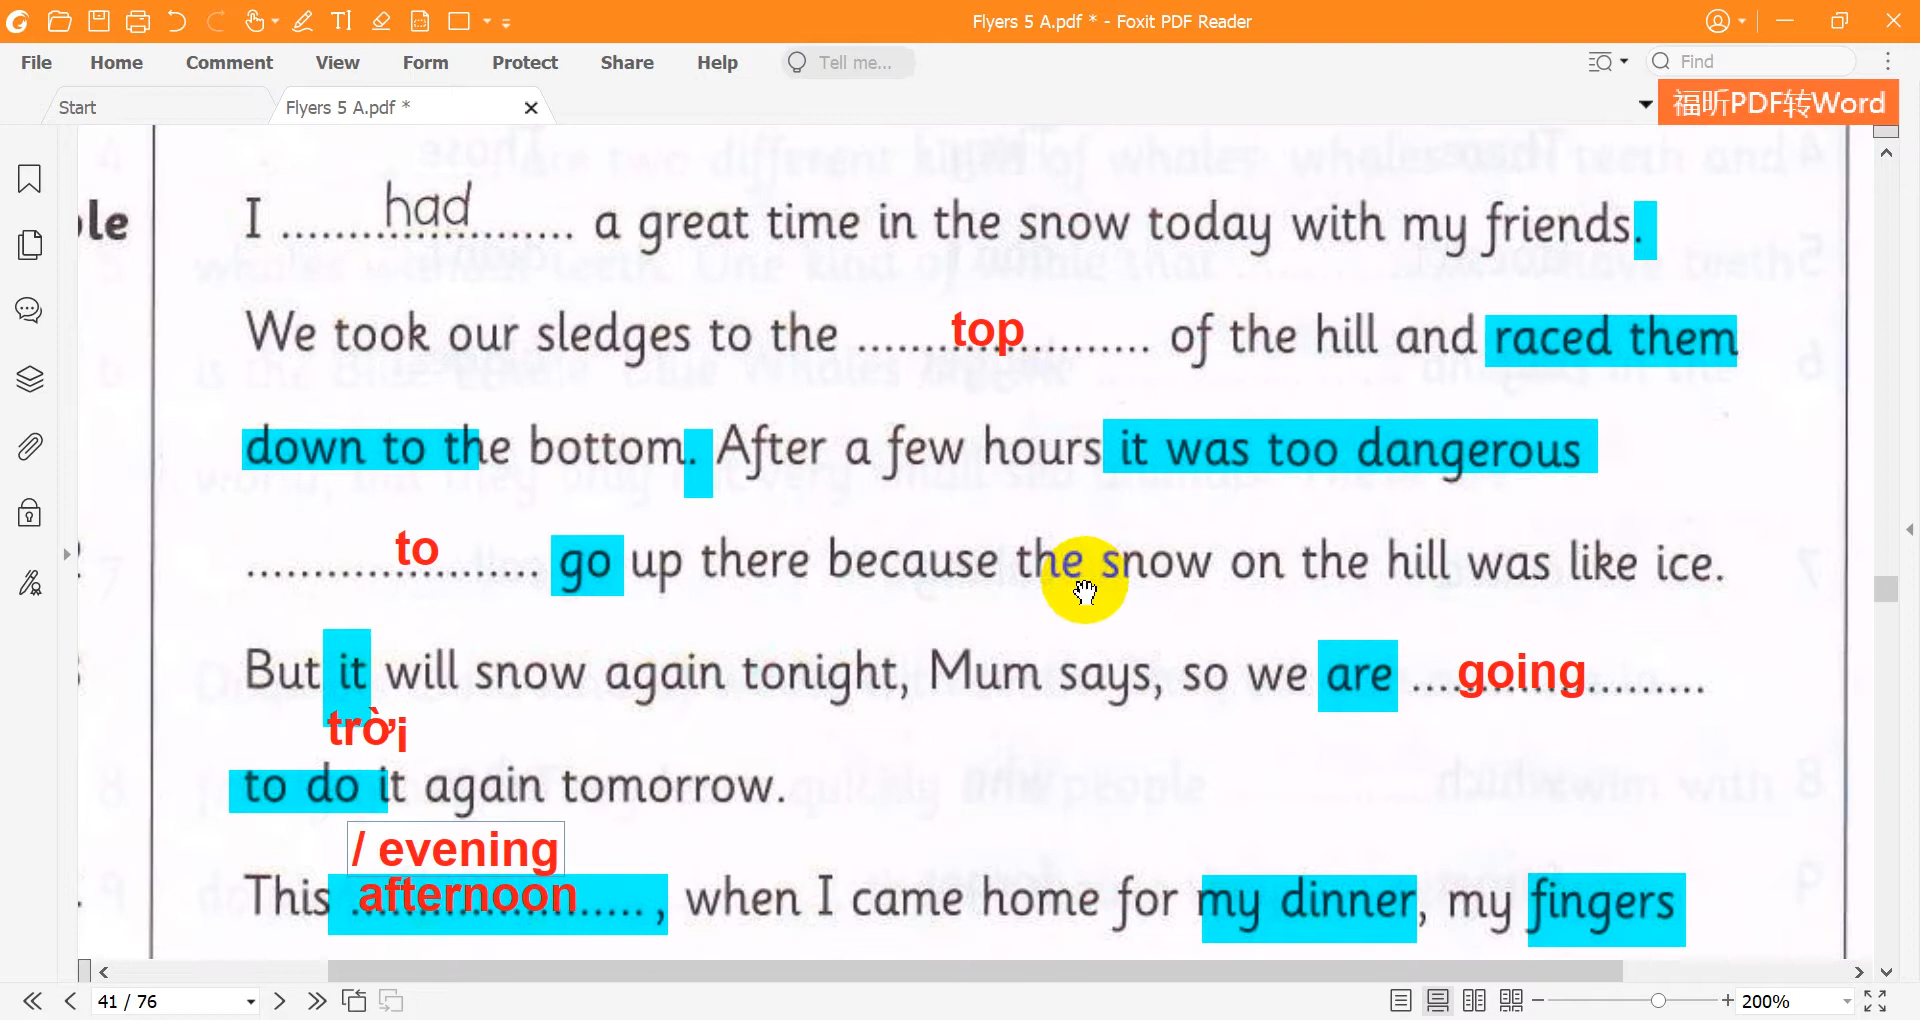 Flyers 5 A.pdf * - Foxit PDF Reader
File Home Comment View Form Protect Share Help Tell me... Find
Start Flyers 5 A.pdf * 福昕PDF转Word
I ......had...... a great time in the snow today with my friends.
We took our sledges to the ......top...... of the hill and raced them
down to the bottom. After a few hours it was too dangerous
......to...... go up there because the snow on the hill was like ice.
But it will snow again tonight, Mum says, so we are ......going......
trời
to do it again tomorrow.
/ evening
This ......afternoon......, when I came home for my dinner, my fingers
41 / 76 200%